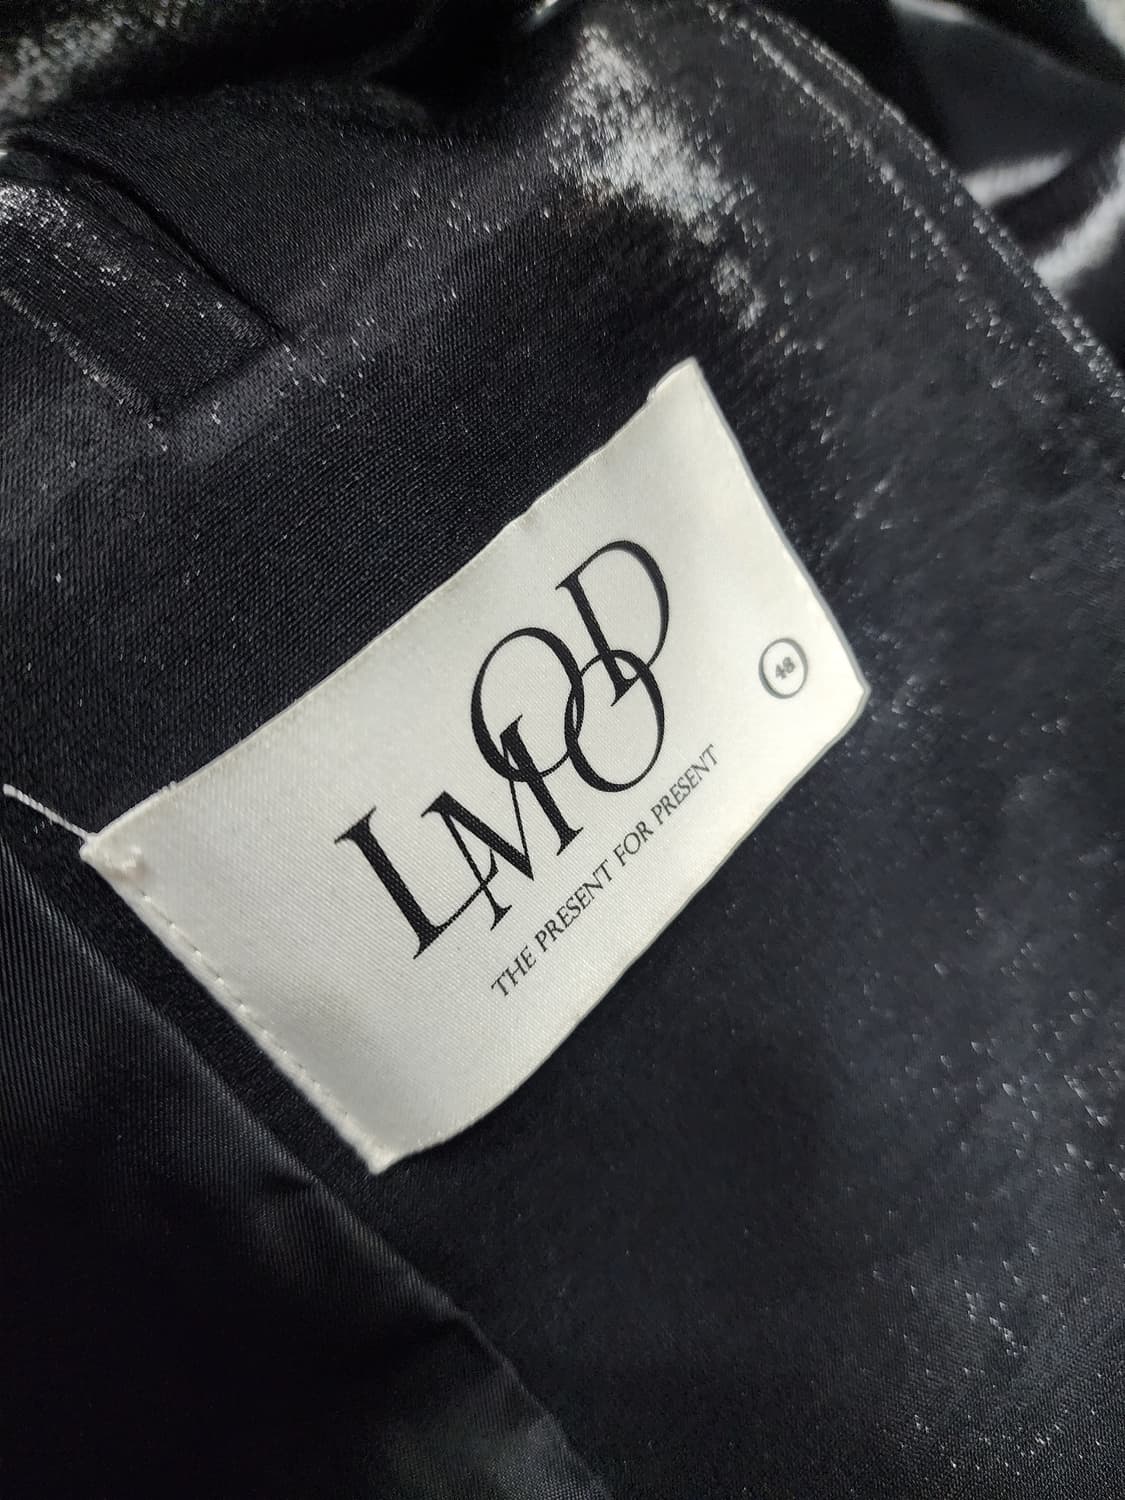 LMOOD
THE PRESENT FOR PRESENT
48